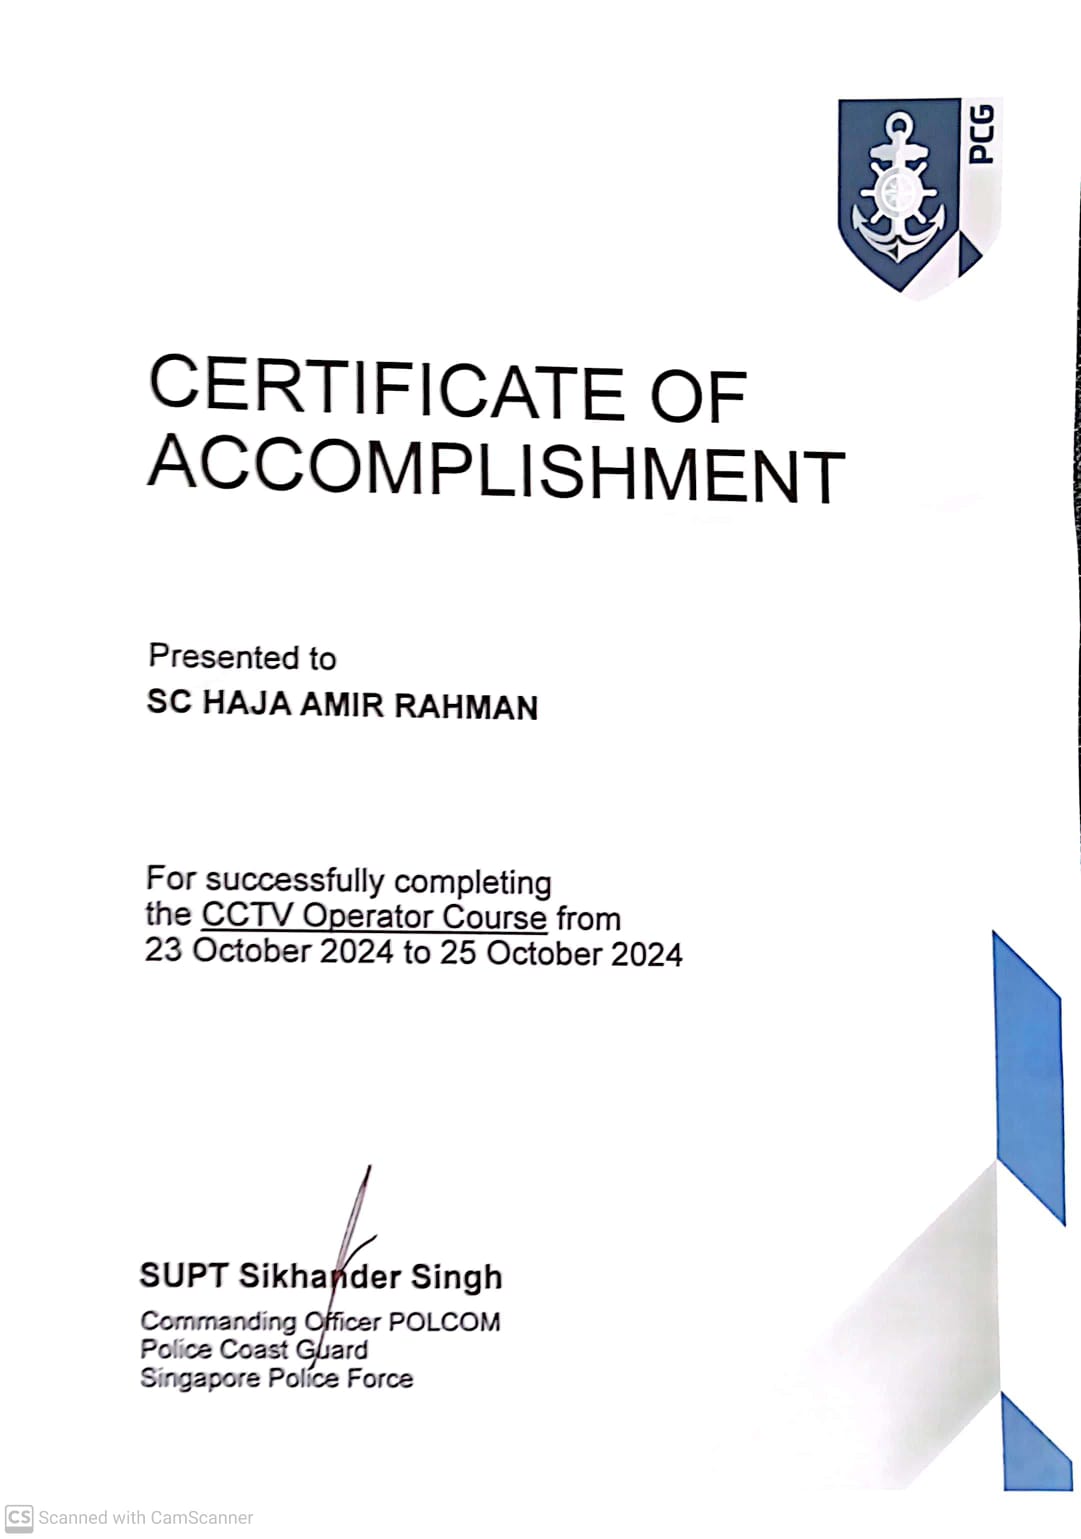 PCG
CERTIFICATE OF
ACCOMPLISHMENT
Presented to
SC HAJA AMIR RAHMAN
For successfully completing
the CCTV Operator Course from
23 October 2024 to 25 October 2024
SUPT Sikhander Singh
Commanding Officer POLCOM
Police Coast Guard
Singapore Police Force
CS Scanned with CamScanner